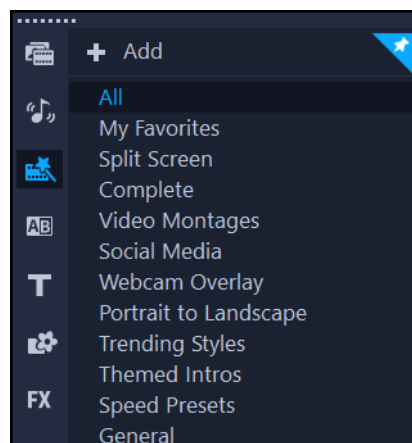 Add
All
My Favorites
Split Screen
Complete
Video Montages
AB
Social Media
Webcam Overlay
T
Portrait to Landscape
Trending Styles
Themed Intros
FX
Speed Presets
General